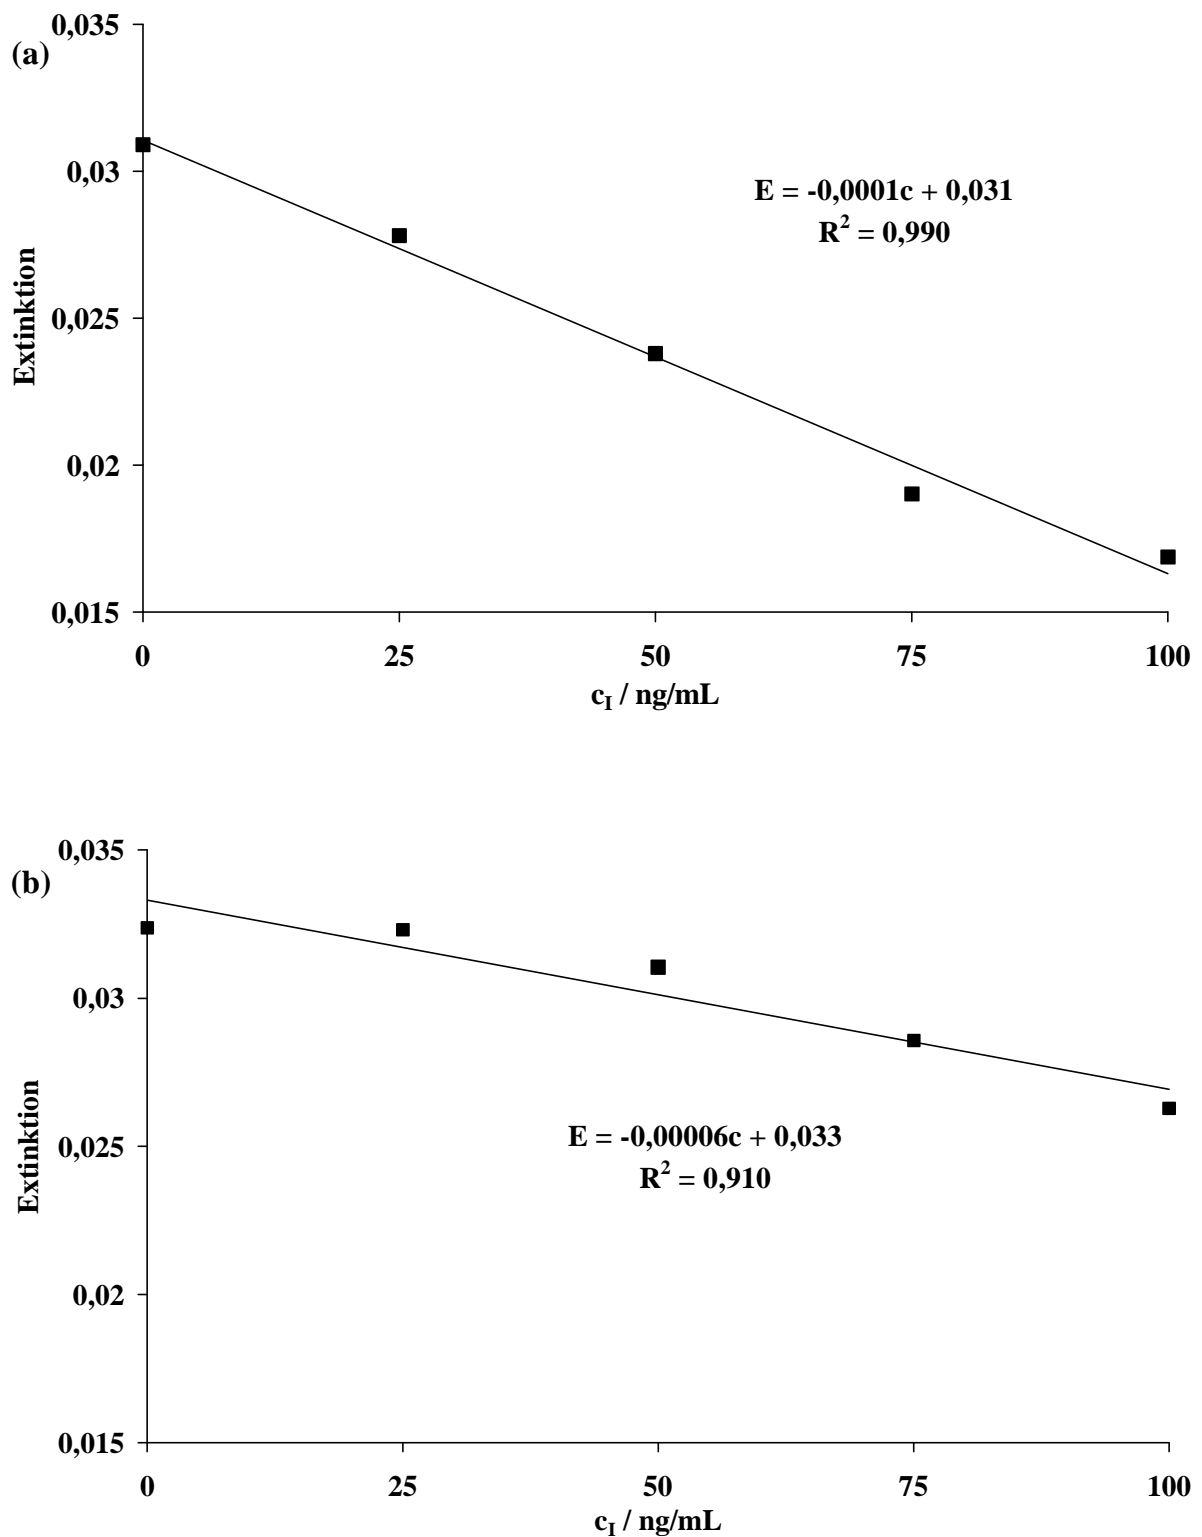 (a)
0,035
0,03
0,025
0,02
0,015
Extinktion
E = -0,0001c + 0,031
R² = 0,990
0 25 50 75 100
c_I / ng/mL
(b)
0,035
0,03
0,025
0,02
0,015
Extinktion
E = -0,00006c + 0,033
R² = 0,910
0 25 50 75 100
c_I / ng/mL